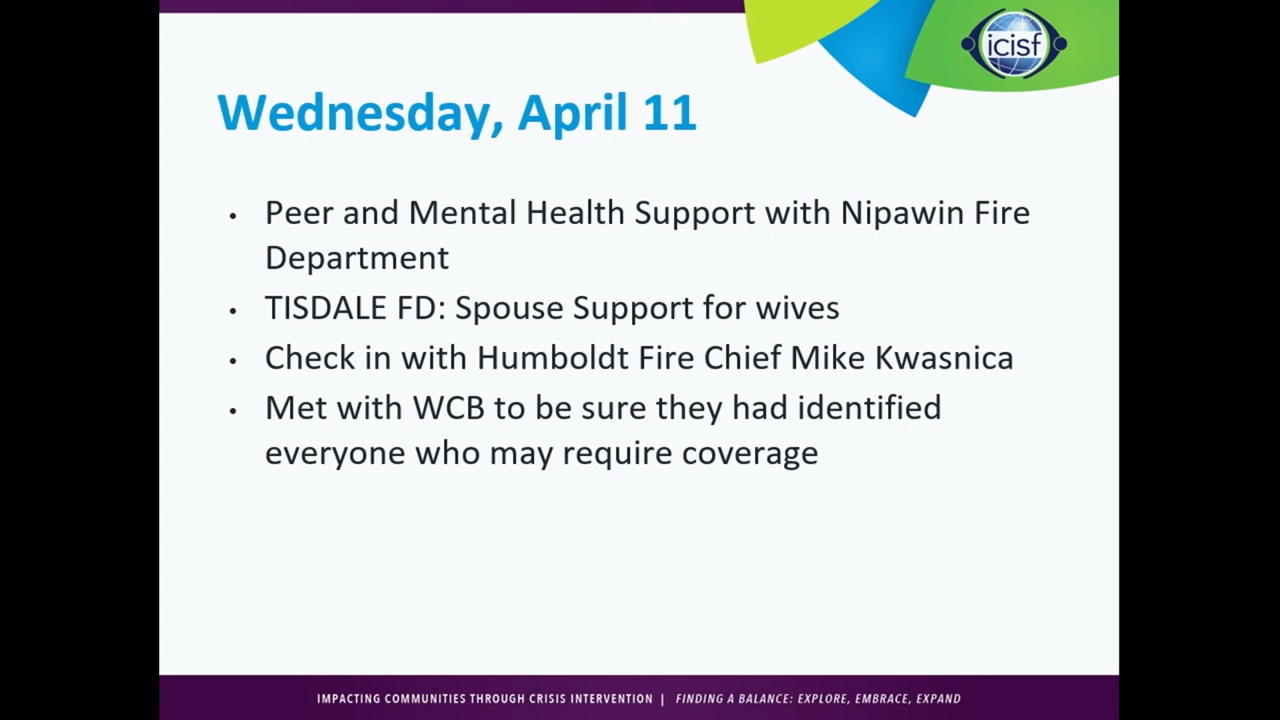 icisf
Wednesday, April 11
• Peer and Mental Health Support with Nipawin Fire
Department
• TISDALE FD: Spouse Support for wives
• Check in with Humboldt Fire Chief Mike Kwasnica
• Met with WCB to be sure they had identified
everyone who may require coverage
IMPACTING COMMUNITIES THROUGH CRISIS INTERVENTION | FINDING A BALANCE: EXPLORE, EMBRACE, EXPAND